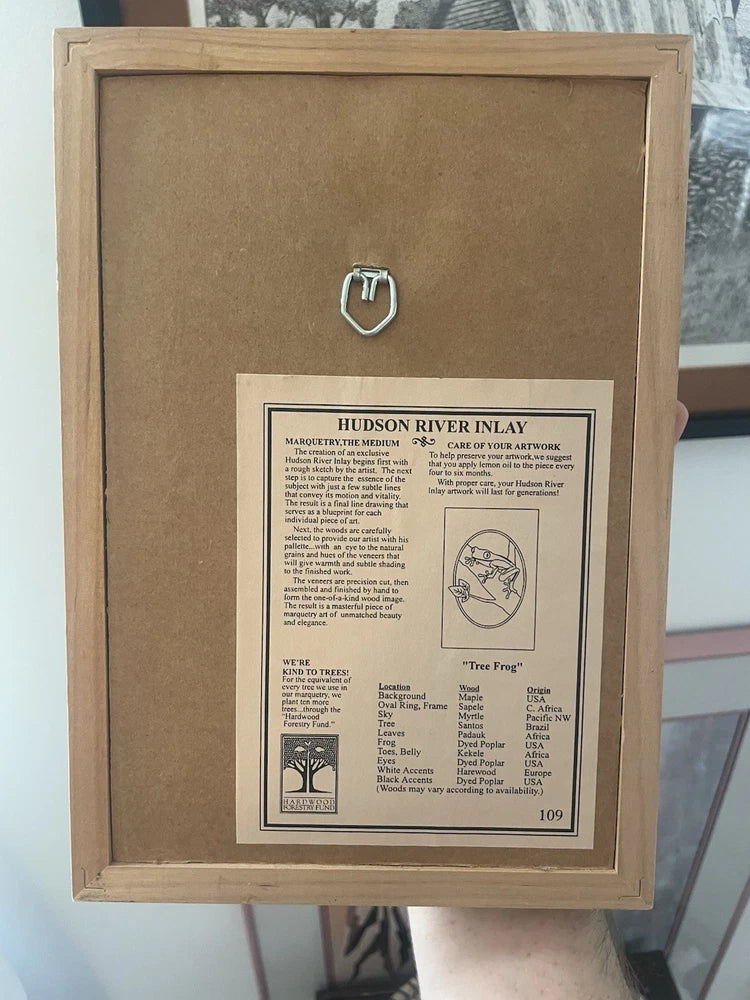 HUDSON RIVER INLAY
MARQUETRY,THE MEDIUM
The creation of an exclusive
Hudson River Inlay begins first with
a rough sketch by the artist. The next
step is to capture the essence of the
subject with just a few subtle lines
that convey its motion and vitality.
The result is a final line drawing that
serves as a blueprint for each
individual piece of art.
Next, the woods are carefully
selected to provide our artist with his
pallette...with an eye to the natural
grains and hues of the veneers that
will give warmth and subtle shading
to the finished work.
The veneers are precision cut, then
assembled and finished by hand to
form the one-of-a-kind wood image.
The result is a masterful piece of
marquetry art of unmatched beauty
and elegance.
CARE OF YOUR ARTWORK
To help preserve your artwork,we suggest
that you apply lemon oil to the piece every
four to six months.
With proper care, your Hudson River
Inlay artwork will last for generations!
"Tree Frog"
WE'RE
KIND TO TREES!
For the equivalent of
every tree we use in
our marquetry, we
plant ten more
trees...through the
"Hardwood
Forestry Fund."
HARDWOOD
FORESTRY FUND
Location Wood Origin
Background Maple USA
Oval Ring, Frame Sapele C. Africa
Sky Myrtle Pacific NW
Tree Santos Brazil
Leaves Padauk Africa
Frog Dyed Poplar USA
Toes, Belly Kekele Africa
Eyes Dyed Poplar USA
White Accents Harewood Europe
Black Accents Dyed Poplar USA
(Woods may vary according to availability.)
109